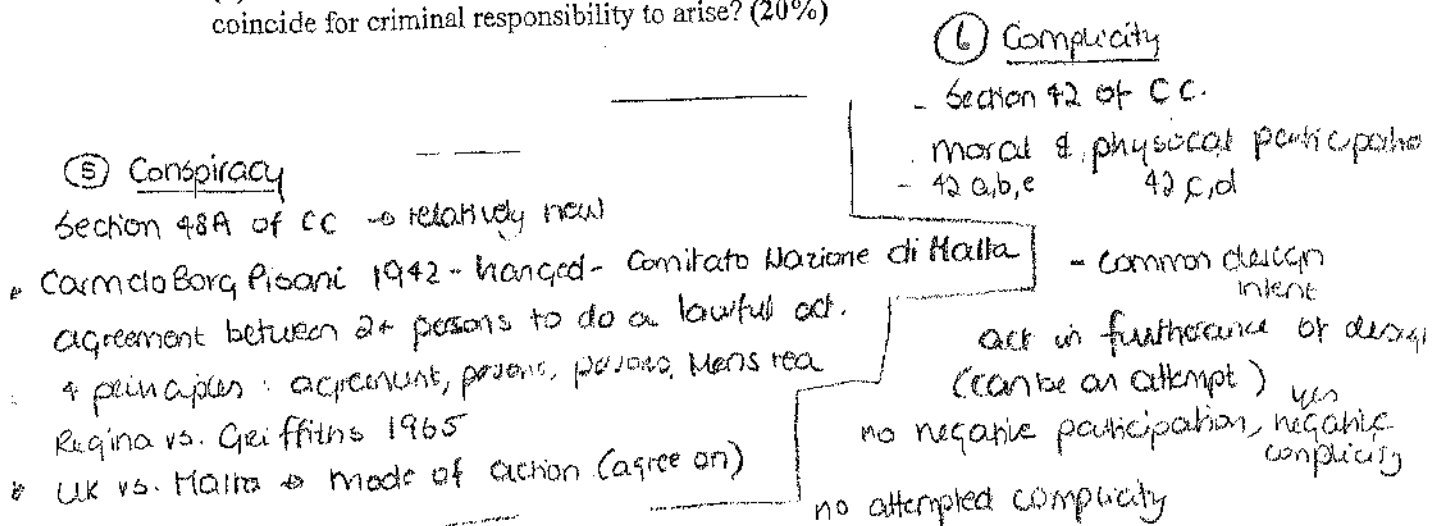 coincide for criminal responsibility to arise? (20%)
⑥ Complicity
- Section 42 of CC.
. moral & physocal participatio
- 42 a,b,e 42 c,d
- common design
intent
act in furtherance of desig
(can be an attempt)
no negative participation, yes negative
complicity
no attempted complicity
⑤ Conspiracy
Section 48A of CC → relatively new
Carmelo Borg Pisani 1942 - hanged - Comitato Nazione di Malta
agreement between 2+ persons to do a lawful act.
4 principles : agreement, persons, Mens rea
Regina vs. Griffiths 1965
UK vs. Malta → mode of action (agree on)